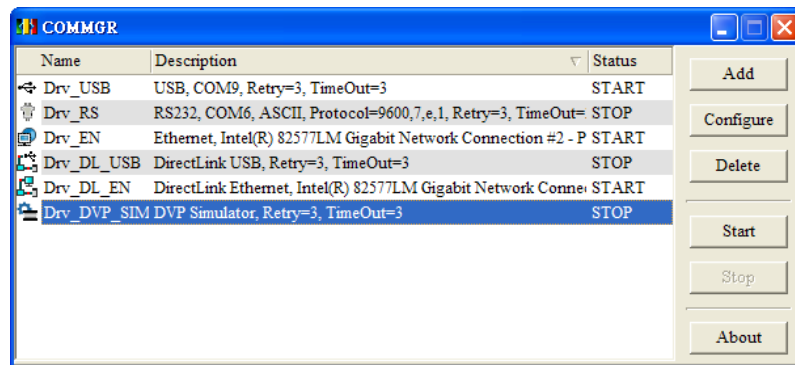 COMMGR
Name Description Status
Drv_USB USB, COM9, Retry=3, TimeOut=3 START
Drv_RS RS232, COM6, ASCII, Protocol=9600,7,e,1, Retry=3, TimeOut= STOP
Drv_EN Ethernet, Intel(R) 82577LM Gigabit Network Connection #2 - P START
Drv_DL_USB DirectLink USB, Retry=3, TimeOut=3 STOP
Drv_DL_EN DirectLink Ethernet, Intel(R) 82577LM Gigabit Network Conne START
Drv_DVP_SIM DVP Simulator, Retry=3, TimeOut=3 STOP
Add
Configure
Delete
Start
Stop
About